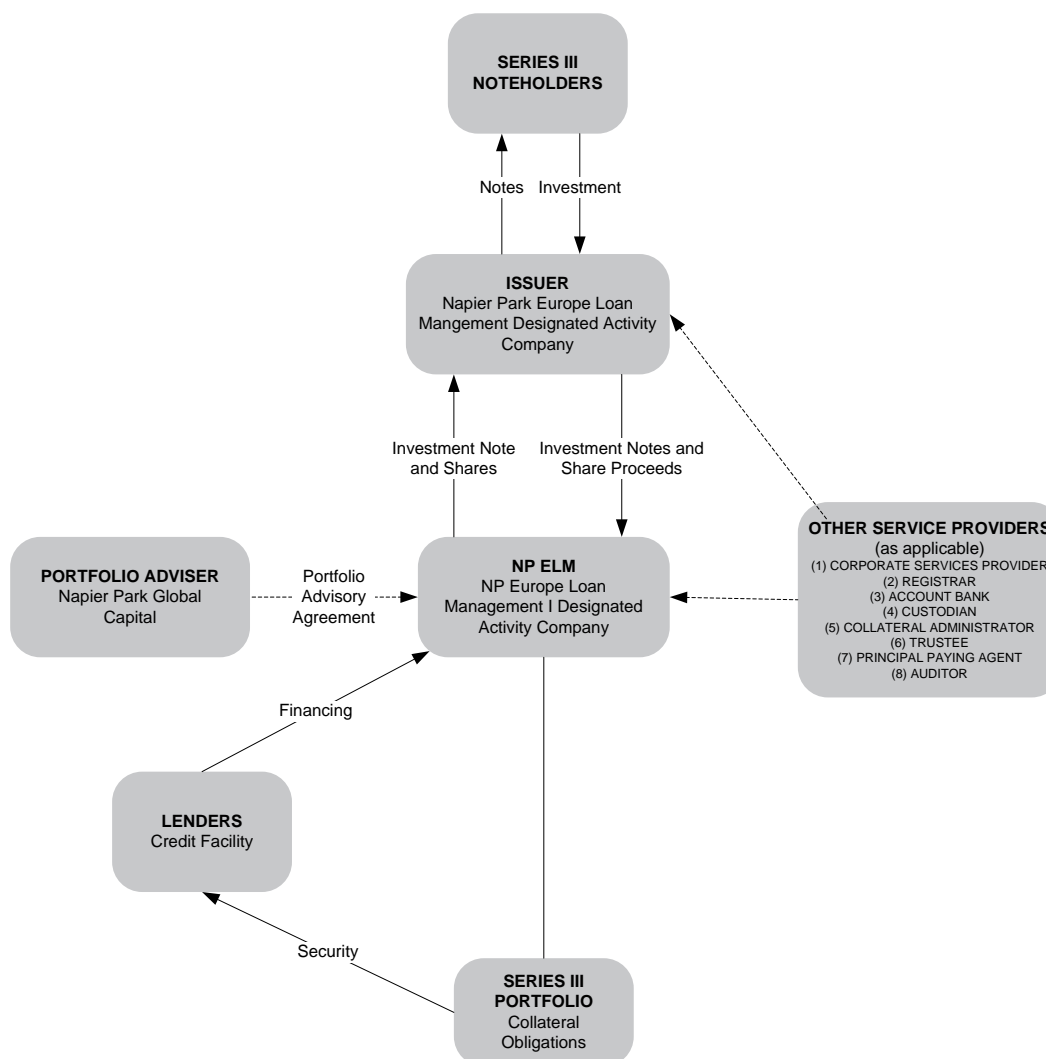 SERIES III
NOTEHOLDERS
Notes
Investment
ISSUER
Napier Park Europe Loan
Mangement Designated Activity
Company
Investment Note
and Shares
Investment Notes and
Share Proceeds
OTHER SERVICE PROVIDERS
(as applicable)
(1) CORPORATE SERVICES PROVIDER
(2) REGISTRAR
(3) ACCOUNT BANK
(4) CUSTODIAN
(5) COLLATERAL ADMINISTRATOR
(6) TRUSTEE
(7) PRINCIPAL PAYING AGENT
(8) AUDITOR
PORTFOLIO ADVISER
Napier Park Global
Capital
Portfolio
Advisory
Agreement
NP ELM
NP Europe Loan
Management I Designated
Activity Company
Financing
LENDERS
Credit Facility
Security
SERIES III
PORTFOLIO
Collateral
Obligations